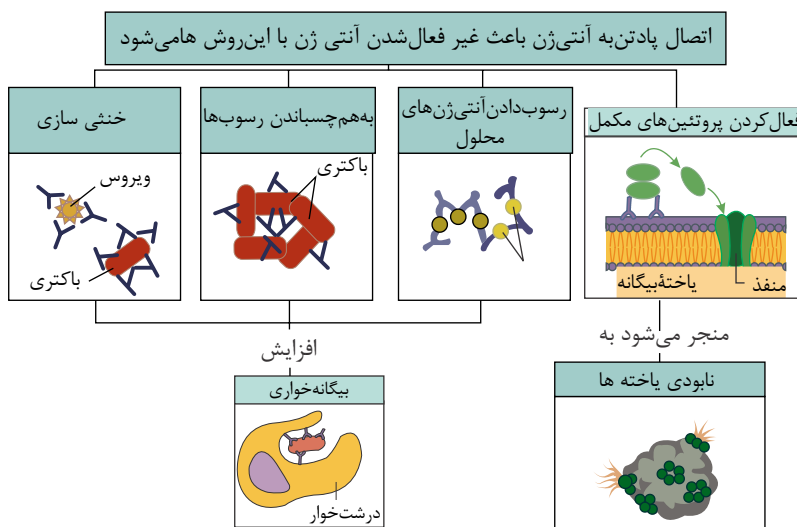 اتصال پادتن‌به آنتی‌ژن باعث غیر فعال‌شدن آنتی ژن با این‌روش هامی‌شود
فعال‌کردن پروتئین‌های مکمل
یاختهٔ‌بیگانه
منفذ
رسوب‌دادن‌آنتی‌ژن‌های
محلول
به‌هم‌چسباندن رسوب‌ها
باکتری
خنثی سازی
ویروس
باکتری
منجر می‌شود به
نابودی یاخته ها
افزایش
بیگانه‌خواری
درشت‌خوار